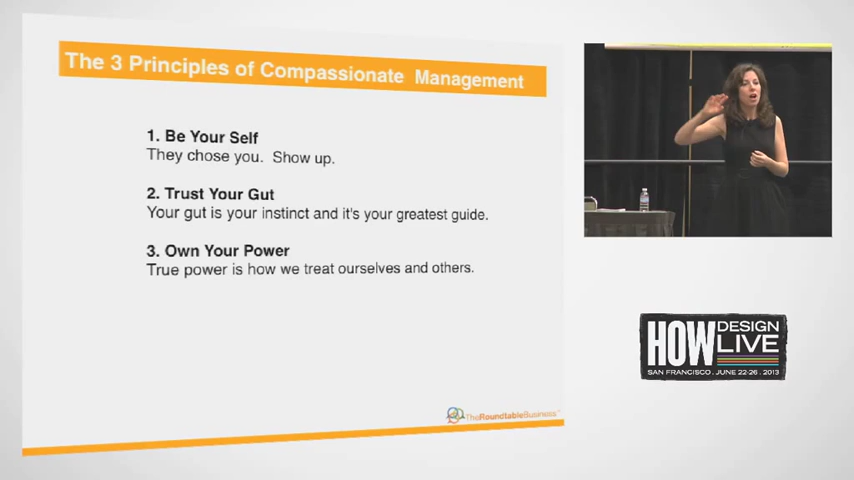 The 3 Principles of Compassionate Management
1. Be Your Self
They chose you. Show up.
2. Trust Your Gut
Your gut is your instinct and it's your greatest guide.
3. Own Your Power
True power is how we treat ourselves and others.
TheRoundtableBusiness
HOW DESIGN LIVE
SAN FRANCISCO . JUNE 22-26 . 2013